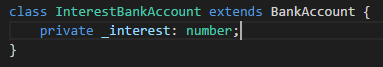 class InterestBankAccount extends BankAccount {
    private _interest: number;
}